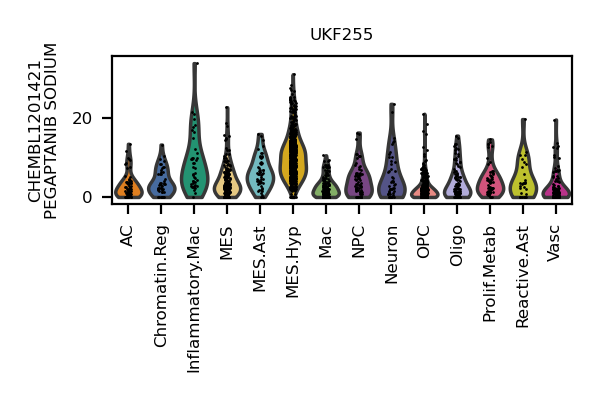 UKF255
CHEMBL1201421
PEGAPTANIB SODIUM
20
0
AC
Chromatin.Reg
Inflammatory.Mac
MES
MES.Ast
MES.Hyp
Mac
NPC
Neuron
OPC
Oligo
Prolif.Metab
Reactive.Ast
Vasc